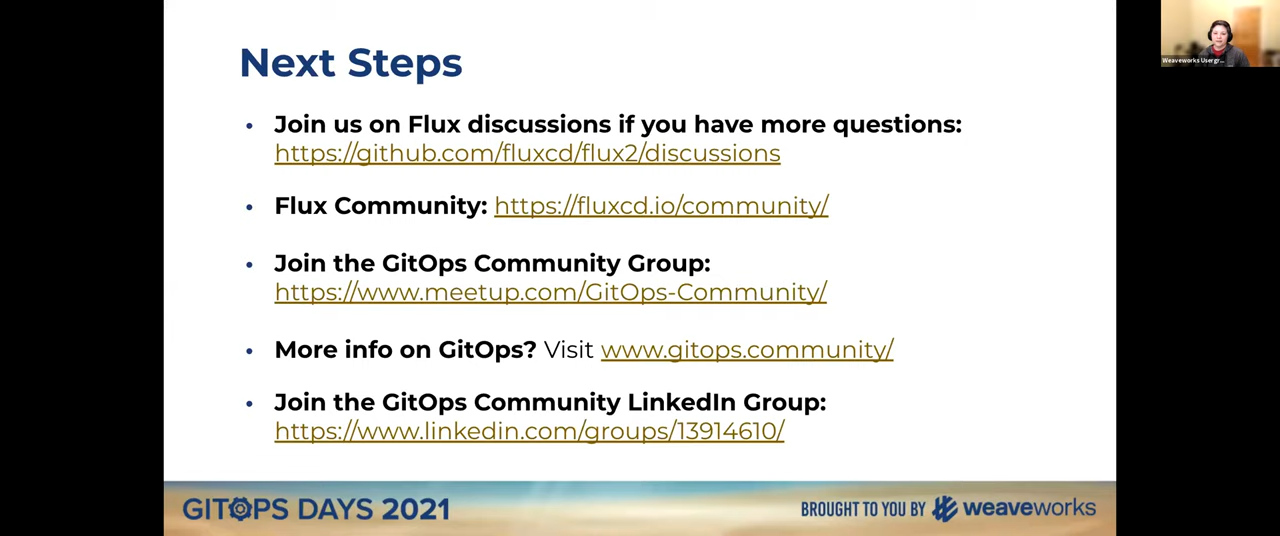 Next Steps
• Join us on Flux discussions if you have more questions:
https://github.com/fluxcd/flux2/discussions
• Flux Community: https://fluxcd.io/community/
• Join the GitOps Community Group:
https://www.meetup.com/GitOps-Community/
• More info on GitOps? Visit www.gitops.community/
• Join the GitOps Community LinkedIn Group:
https://www.linkedin.com/groups/13914610/
GITOPS DAYS 2021
BROUGHT TO YOU BY weaveworks
Weaveworks Usergr...